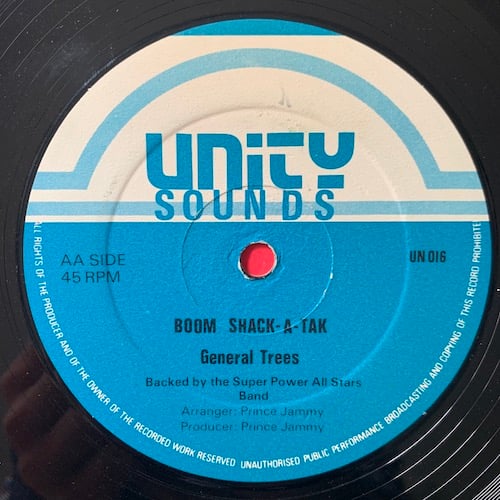 UNITY
SOUNDS
AA SIDE
45 RPM
UN 016
BOOM SHACK-A-TAK
General Trees
Backed by the Super Power All Stars
Band
Arranger: Prince Jammy
Producer: Prince Jammy
ALL RIGHTS OF THE PRODUCER AND OF THE OWNER OF THE RECORDED WORK RESERVED UNAUTHORISED PUBLIC PERFORMANCE BROADCASTING AND COPYING OF THIS RECORD PROHIBITE